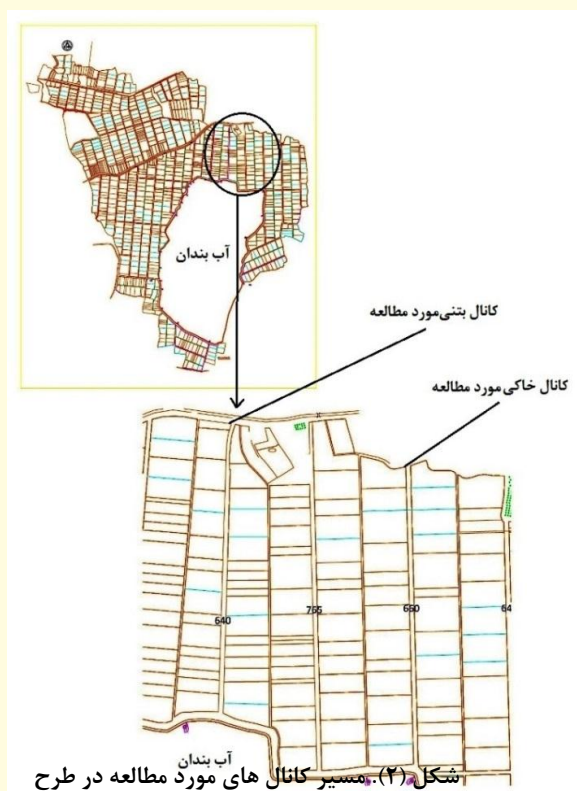 آب بندان
کانال بتنی مورد مطالعه
کانال خاکی مورد مطالعه
640
755
660
64
آب بندان
شکل (۲). مسیر کانال های مورد مطالعه در طرح